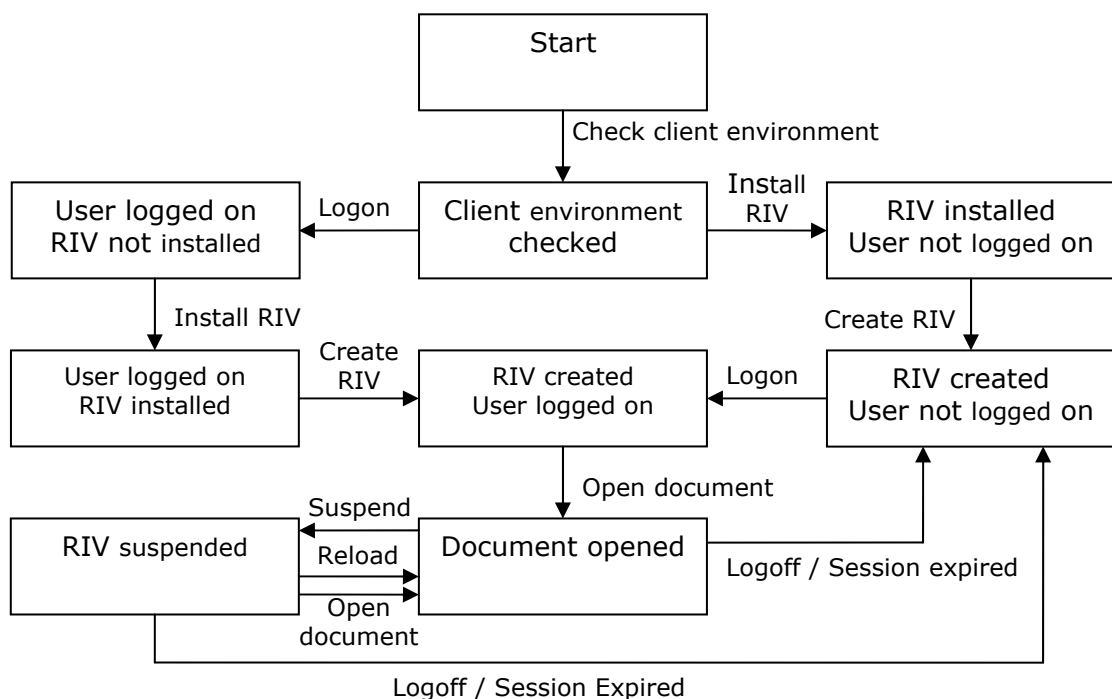 Start
Check client environment
User logged on
RIV not installed
Logon
Client environment
checked
Install
RIV
RIV installed
User not logged on
Install RIV
Create RIV
User logged on
RIV installed
Create
RIV
RIV created
User logged on
Logon
RIV created
User not logged on
Open document
RIV suspended
Suspend
Reload
Open
document
Document opened
Logoff / Session expired
Logoff / Session Expired